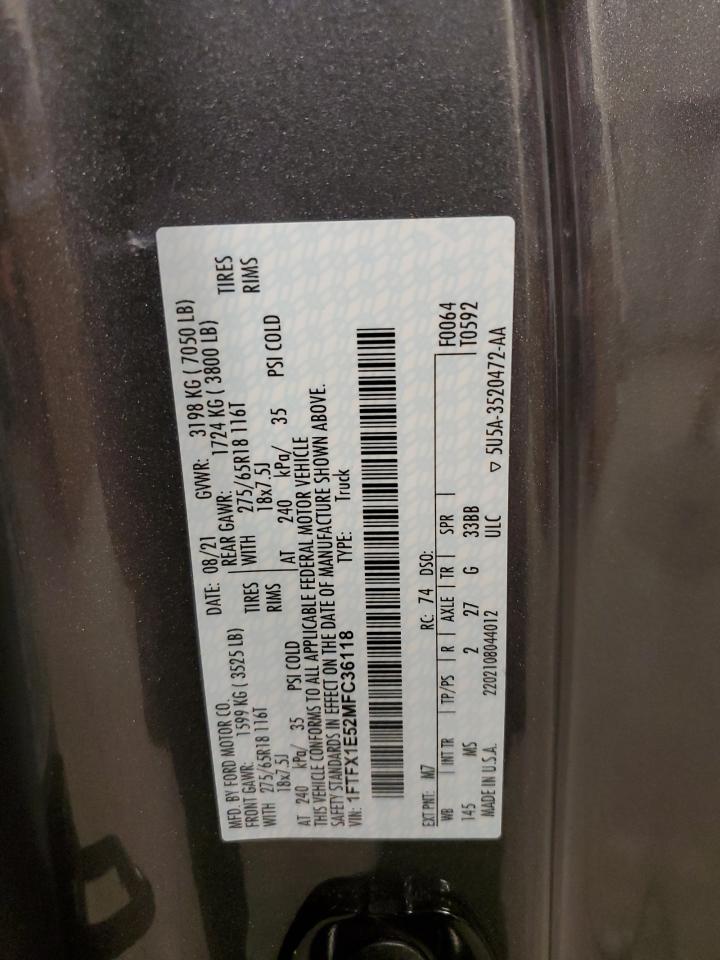 MFD. BY FORD MOTOR CO.
DATE: 08/21 GVWR: 3198 KG ( 7050 LB)
FRONT GAWR: 1599 KG ( 3525 LB) REAR GAWR: 1724 KG ( 3800 LB)
WITH 275/65R18 116T TIRES WITH 275/65R18 116T TIRES
18x7.5J RIMS 18x7.5J RIMS
AT 240 kPa/ 35 PSI COLD AT 240 kPa/ 35 PSI COLD
THIS VEHICLE CONFORMS TO ALL APPLICABLE FEDERAL MOTOR VEHICLE
SAFETY STANDARDS IN EFFECT ON THE DATE OF MANUFACTURE SHOWN ABOVE.
VIN: 1FTFX1E52MFC36118 TYPE: Truck
EXT PNT: M7 RC: 74 DSO: F0064
WB INT TR TP/PS R AXLE TR SPR T0592
145 MS 2 27 G 33BB
MADE IN U.S.A. 2202108044012 ULC ▽ 5U5A-3520472-AA